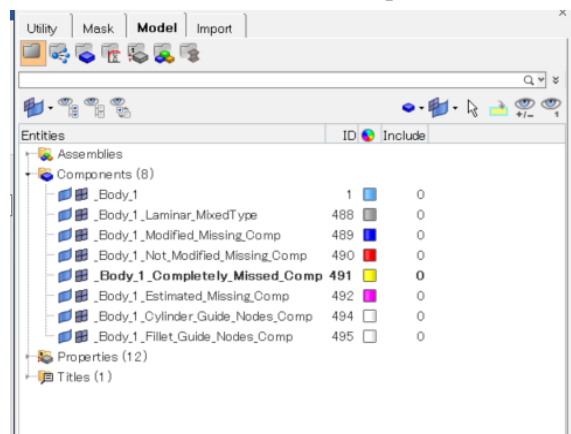 Utility Mask Model Import
Entities ID Include
Assemblies
Components (8)
_Body_1 1 0
_Body_1_Laminar_MixedType 488 0
_Body_1_Modified_Missing_Comp 489 0
_Body_1_Not_Modified_Missing_Comp 490 0
_Body_1_Completely_Missed_Comp 491 0
_Body_1_Estimated_Missing_Comp 492 0
_Body_1_Cylinder_Guide_Nodes_Comp 494 0
_Body_1_Fillet_Guide_Nodes_Comp 495 0
Properties (12)
Titles (1)